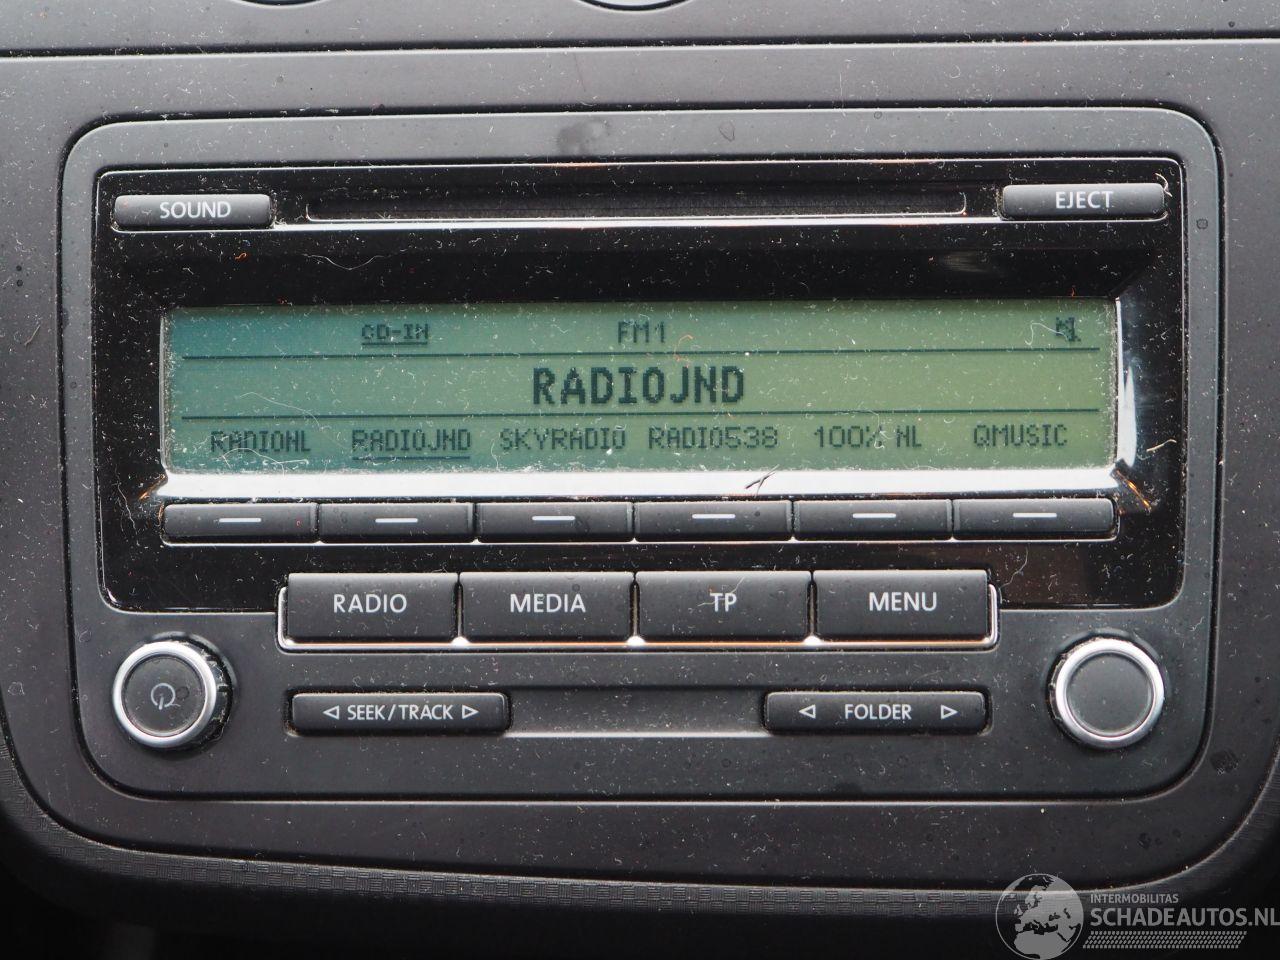 SOUND EJECT
CD-IN FM1
RADIOJND
RADIONL RADIOJND SKYRADIO RADIO538 100% NL QMUSIC
RADIO MEDIA TP MENU
SEEK/TRACK FOLDER
INTERMOBILITAS
SCHADEAUTOS.NL